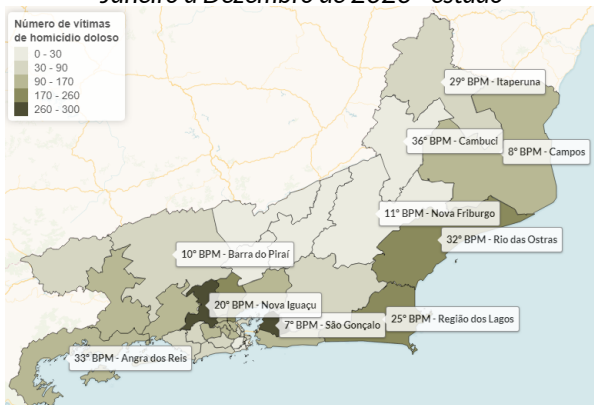 Janeiro a Dezembro de 2020 - estado
Número de vítimas
de homicídio doloso
0 - 30
30 - 90
90 - 170
170 - 260
260 - 300
29º BPM - Itaperuna
36º BPM - Cambuci
8º BPM - Campos
11º BPM - Nova Friburgo
32º BPM - Rio das Ostras
10º BPM - Barra do Piraí
20º BPM - Nova Iguaçu
25º BPM - Região dos Lagos
7º BPM - São Gonçalo
33º BPM - Angra dos Reis